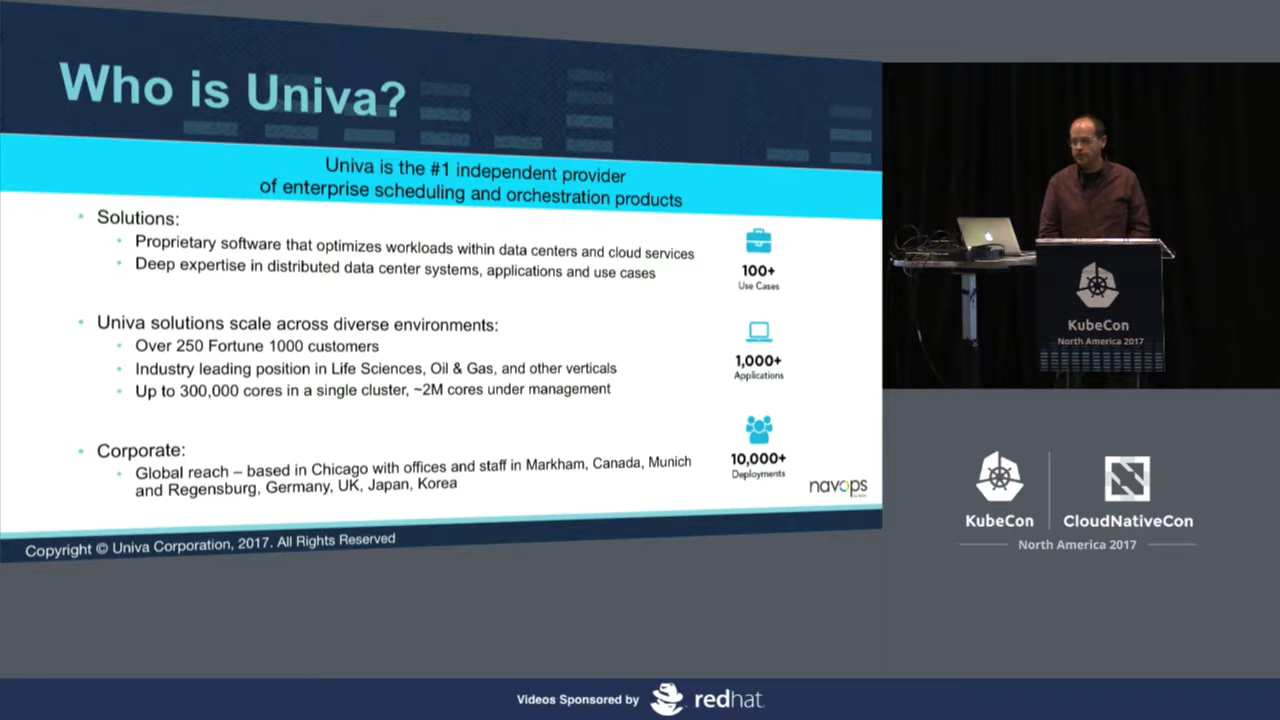 Who is Univa?
Univa is the #1 independent provider
of enterprise scheduling and orchestration products
Solutions:
Proprietary software that optimizes workloads within data centers and cloud services
Deep expertise in distributed data center systems, applications and use cases
100+
Use Cases
Univa solutions scale across diverse environments:
Over 250 Fortune 1000 customers
Industry leading position in Life Sciences, Oil & Gas, and other verticals
Up to 300,000 cores in a single cluster, ~2M cores under management
1,000+
Applications
Corporate:
Global reach – based in Chicago with offices and staff in Markham, Canada, Munich
and Regensburg, Germany, UK, Japan, Korea
10,000+
Deployments
navops
Copyright © Univa Corporation, 2017. All Rights Reserved
KubeCon
North America 2017
KubeCon
CloudNativeCon
North America 2017
Videos Sponsored by
redhat